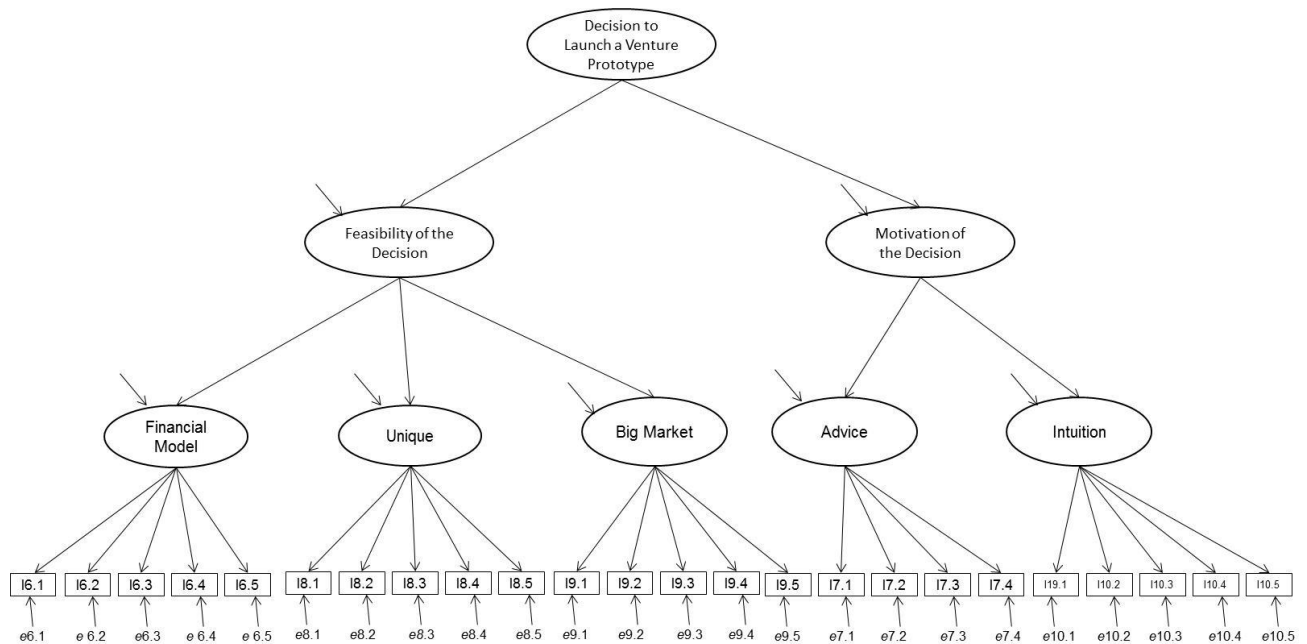 Decision to
Launch a Venture
Prototype
Feasibility of the
Decision
Motivation of
the Decision
Financial
Model
Unique
Big Market
Advice
Intuition
I6.1 I6.2 I6.3 I6.4 I6.5 I8.1 I8.2 I8.3 I8.4 I8.5 I9.1 I9.2 I9.3 I9.4 I9.5 I7.1 I7.2 I7.3 I7.4 I19.1 I10.2 I10.3 I10.4 I10.5
e6.1 e 6.2 e6.3 e 6.4 e 6.5 e8.1 e8.2 e8.3 e8.4 e8.5 e9.1 e9.2 e9.3 e9.4 e9.5 e7.1 e7.2 e7.3 e7.4 e10.1 e10.2 e10.3 e10.4 e10.5